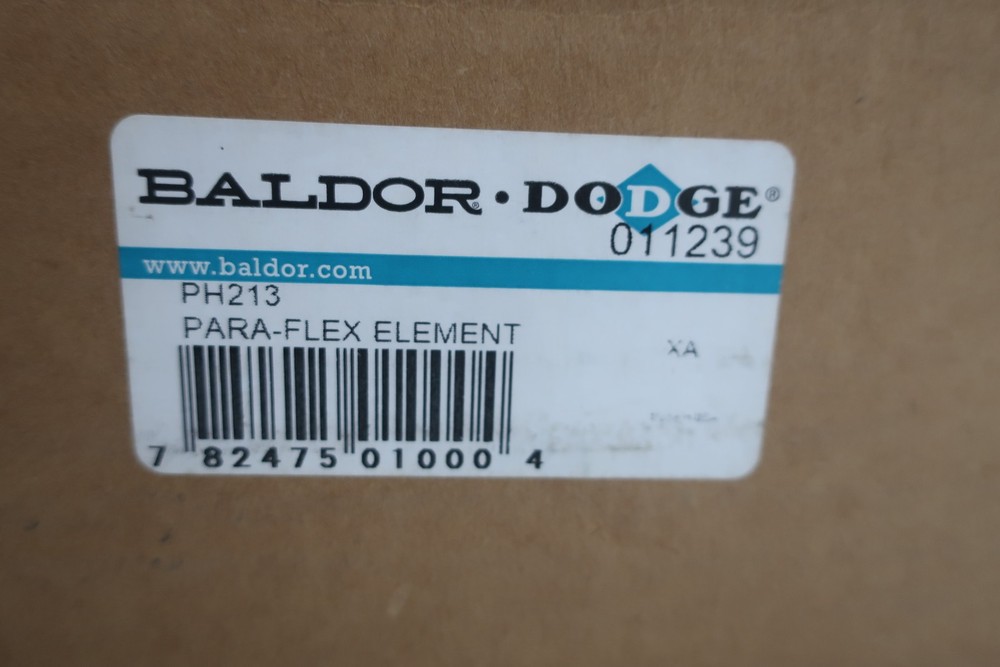 BALDOR® • DODGE®
011239
www.baldor.com
PH213
PARA-FLEX ELEMENT
XA
7 82475 01000 4